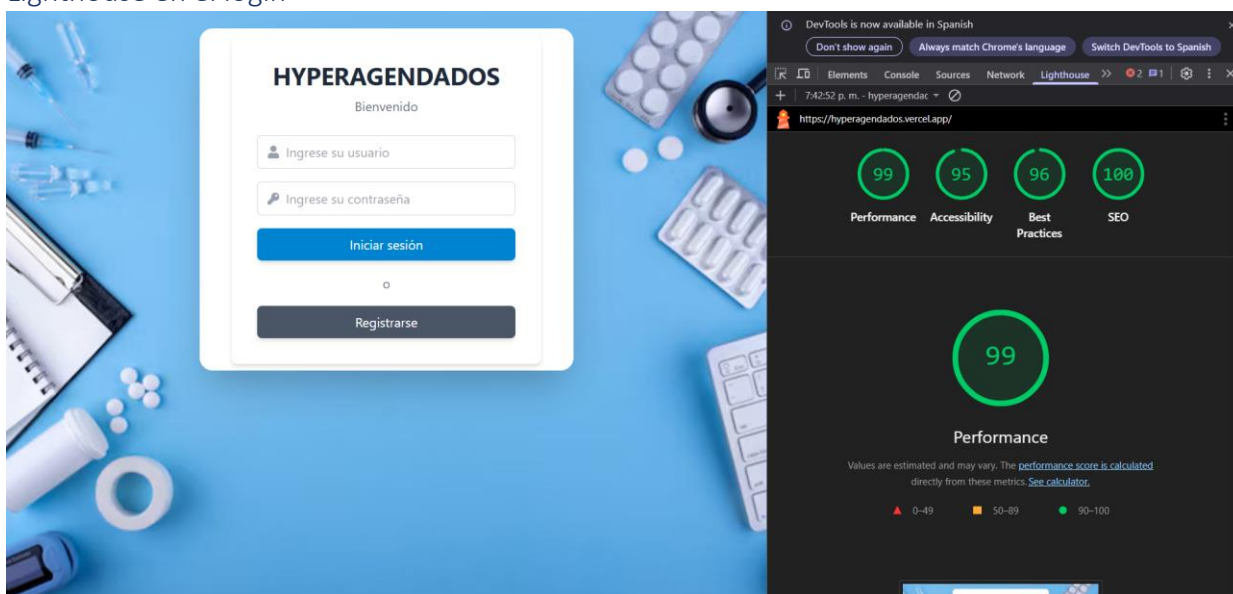 Lighthouse en el login
HYPERAGENDADOS
Bienvenido
Ingrese su usuario
Ingrese su contraseña
Iniciar sesión
o
Registrarse
DevTools is now available in Spanish
Don't show again Always match Chrome's language Switch DevTools to Spanish
Elements Console Sources Network Lighthouse 2 1
7:42:52 p. m. - hyperagendac
https://hyperagendados.vercel.app/
99 95 96 100
Performance Accessibility Best Practices SEO
99
Performance
Values are estimated and may vary. The performance score is calculated
directly from these metrics. See calculator.
0–49 50–89 90–100